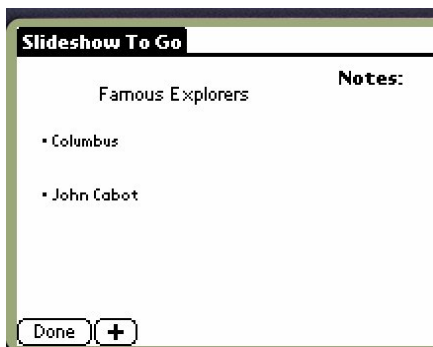 Slideshow To Go
Notes:
Famous Explorers
• Columbus
• John Cabot
Done +